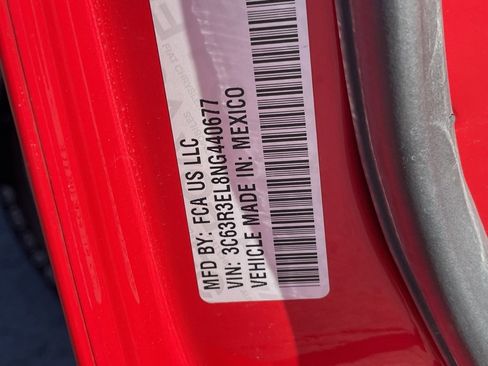 MFD BY: FCA US LLC
VIN: 3C63R3EL8NG440677
VEHICLE MADE IN: MEXICO